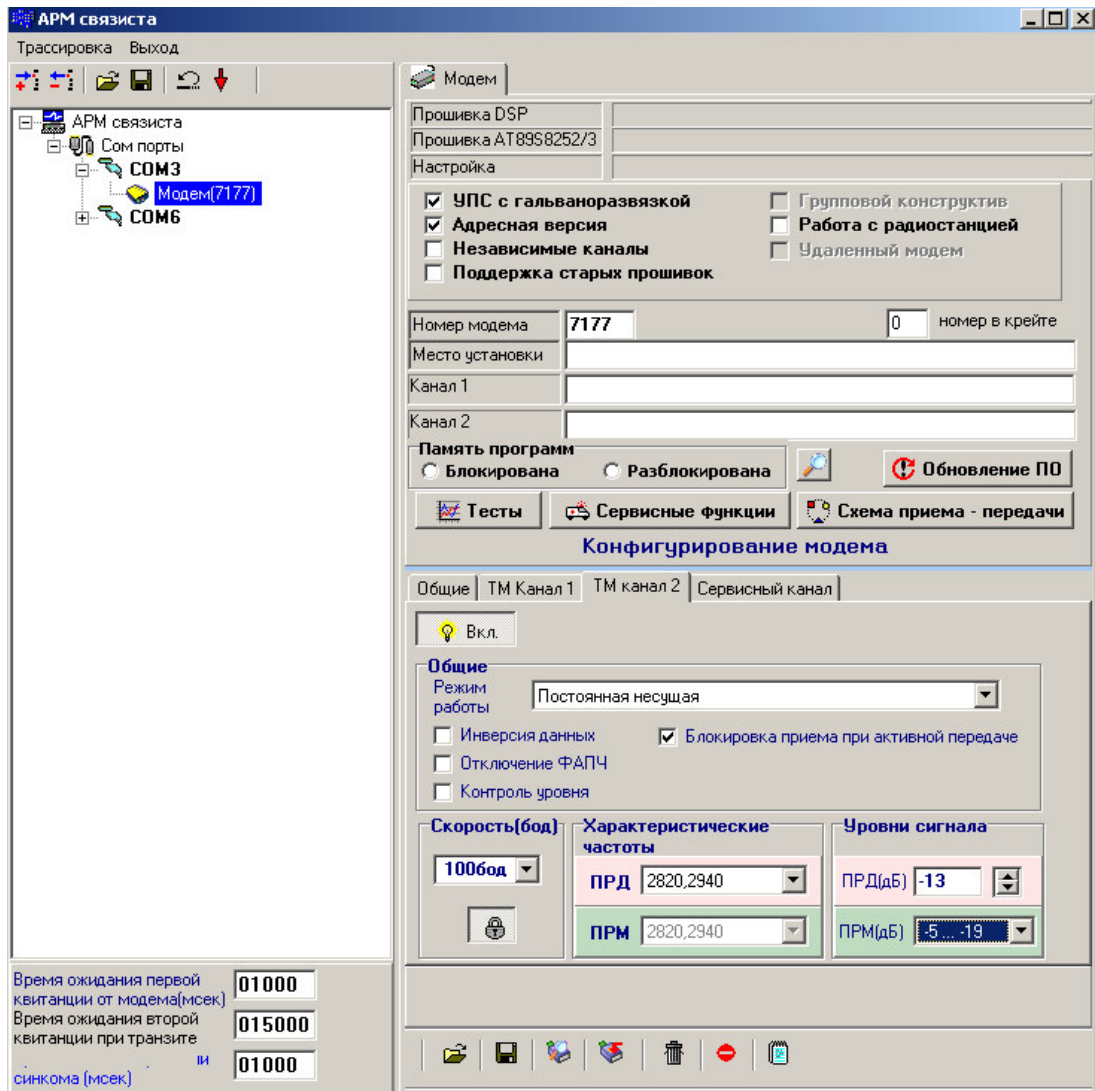 АРМ связиста
Трассировка Выход
АРМ связиста
Сом порты
COM3
Модем(7177)
COM6
Время ожидания первой
квитанции от модема(мсек)
01000
Время ожидания второй
квитанции при транзите
015000
ии
синкома (мсек)
01000
Модем
Прошивка DSP
Прошивка AT89S8252/3
Настройка
УПС с гальваноразвязкой
Групповой конструктив
Адресная версия
Работа с радиостанцией
Независимые каналы
Удаленный модем
Поддержка старых прошивок
Номер модема 7177 0 номер в крейте
Место установки
Канал 1
Канал 2
Память программ
Блокирована Разблокирована
Обновление ПО
Тесты Сервисные функции Схема приема - передачи
Конфигурирование модема
Общие ТМ Канал 1 ТМ канал 2 Сервисный канал
Вкл.
Общие
Режим
работы
Постоянная несущая
Инверсия данных Блокировка приема при активной передаче
Отключение ФАПЧ
Контроль уровня
Скорость(бод)
100бод
Характеристические
частоты
ПРД 2820,2940
ПРМ 2820,2940
Уровни сигнала
ПРД(дБ) -13
ПРМ(дБ) -5 ... -19